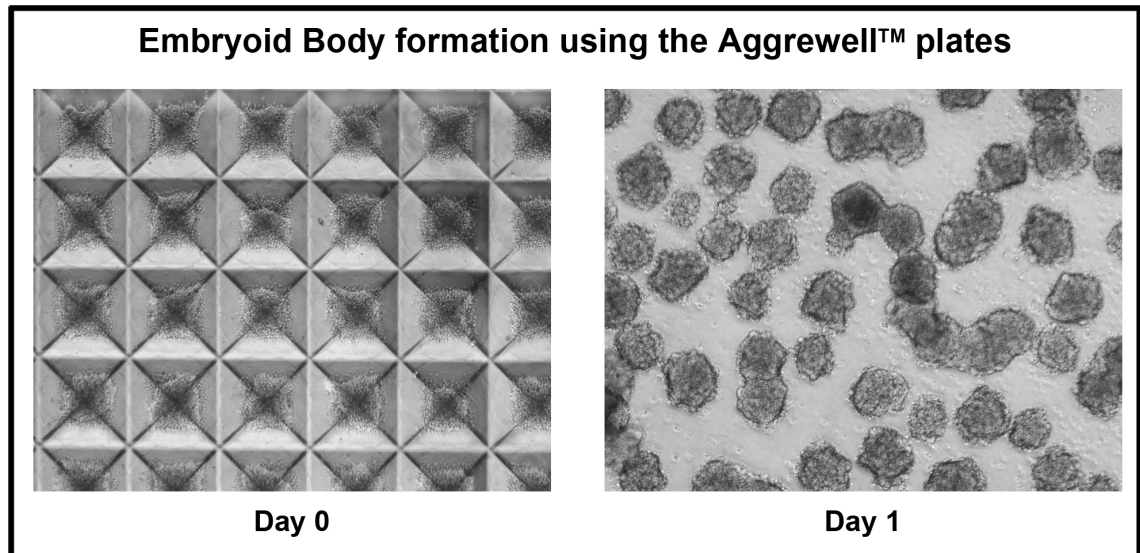 Embryoid Body formation using the Aggrewell™ plates
Day 0
Day 1